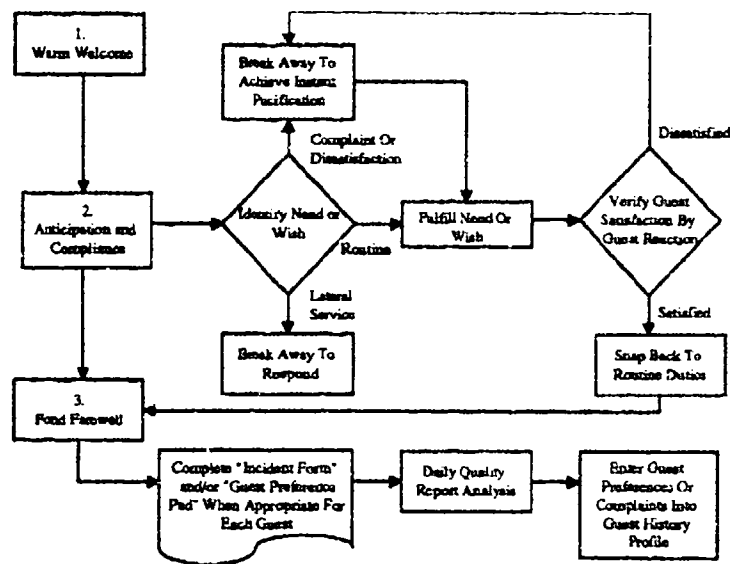 1.
Warm Welcome
Break Away To
Achieve Instant
Pacification
Dissatisfied
Complaint Or
Dissatisfaction
2.
Anticipation and
Compliance
Identify Need or
Wish
Routine
Fulfill Need Or
Wish
Verify Guest
Satisfaction By
Guest Reaction
Lateral
Service
Satisfied
Break Away To
Respond
Snap Back To
Routine Duties
3.
Fond Farewell
Complete "Incident Form"
and/or "Guest Preference
Pad" When Appropriate For
Each Guest
Daily Quality
Report Analysis
Enter Guest
Preferences Or
Complaints Into
Guest History
Profile